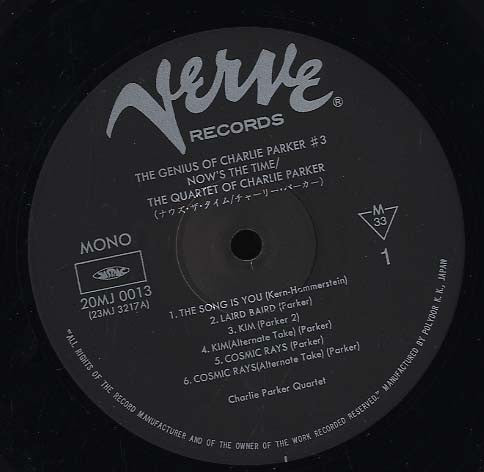 Verve®
RECORDS
THE GENIUS OF CHARLIE PARKER #3
NOW'S THE TIME/
THE QUARTET OF CHARLIE PARKER
(ナウズ・ザ・タイム/チャーリー・パーカー)
MONO
M
33
1
20MJ 0013
(23MJ 3217A)
1. THE SONG IS YOU (Kern-Hammerstein)
2. LAIRD BAIRD (Parker)
3. KIM (Parker 2)
4. KIM(Alternate Take) (Parker)
5. COSMIC RAYS (Parker)
6. COSMIC RAYS(Alternate Take) (Parker)
Charlie Parker Quartet
"ALL RIGHTS OF THE RECORD MANUFACTURER AND OF THE OWNER OF THE WORK RECORDED RESERVED." MANUFACTURED BY POLYDOR K. K., JAPAN